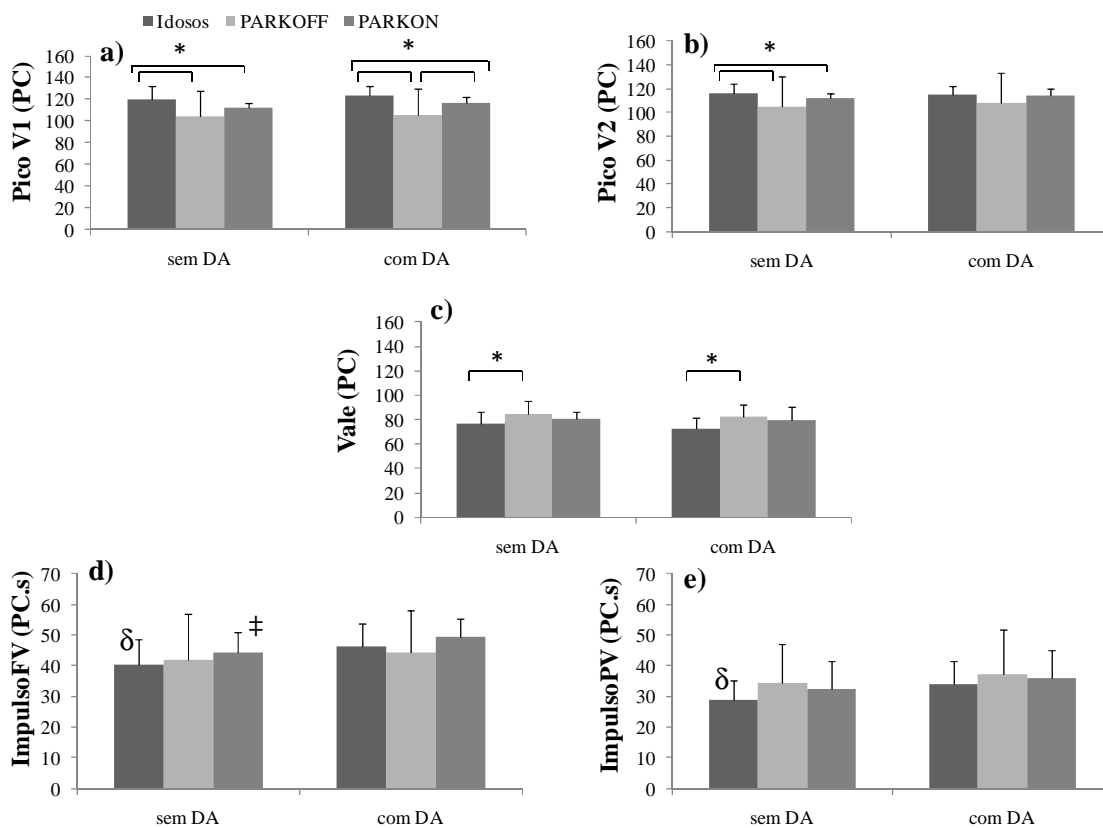 Idosos PARKOFF PARKON
a)
Pico V1 (PC)
160
140
120
100
80
60
40
20
0
* *
sem DA com DA
b)
Pico V2 (PC)
160
140
120
100
80
60
40
20
0
*
sem DA com DA
c)
Vale (PC)
160
140
120
100
80
60
40
20
0
* *
sem DA com DA
d)
ImpulsoFV (PC.s)
70
60
50
40
30
20
10
0
δ ‡
sem DA com DA
e)
ImpulsoPV (PC.s)
70
60
50
40
30
20
10
0
δ
sem DA com DA